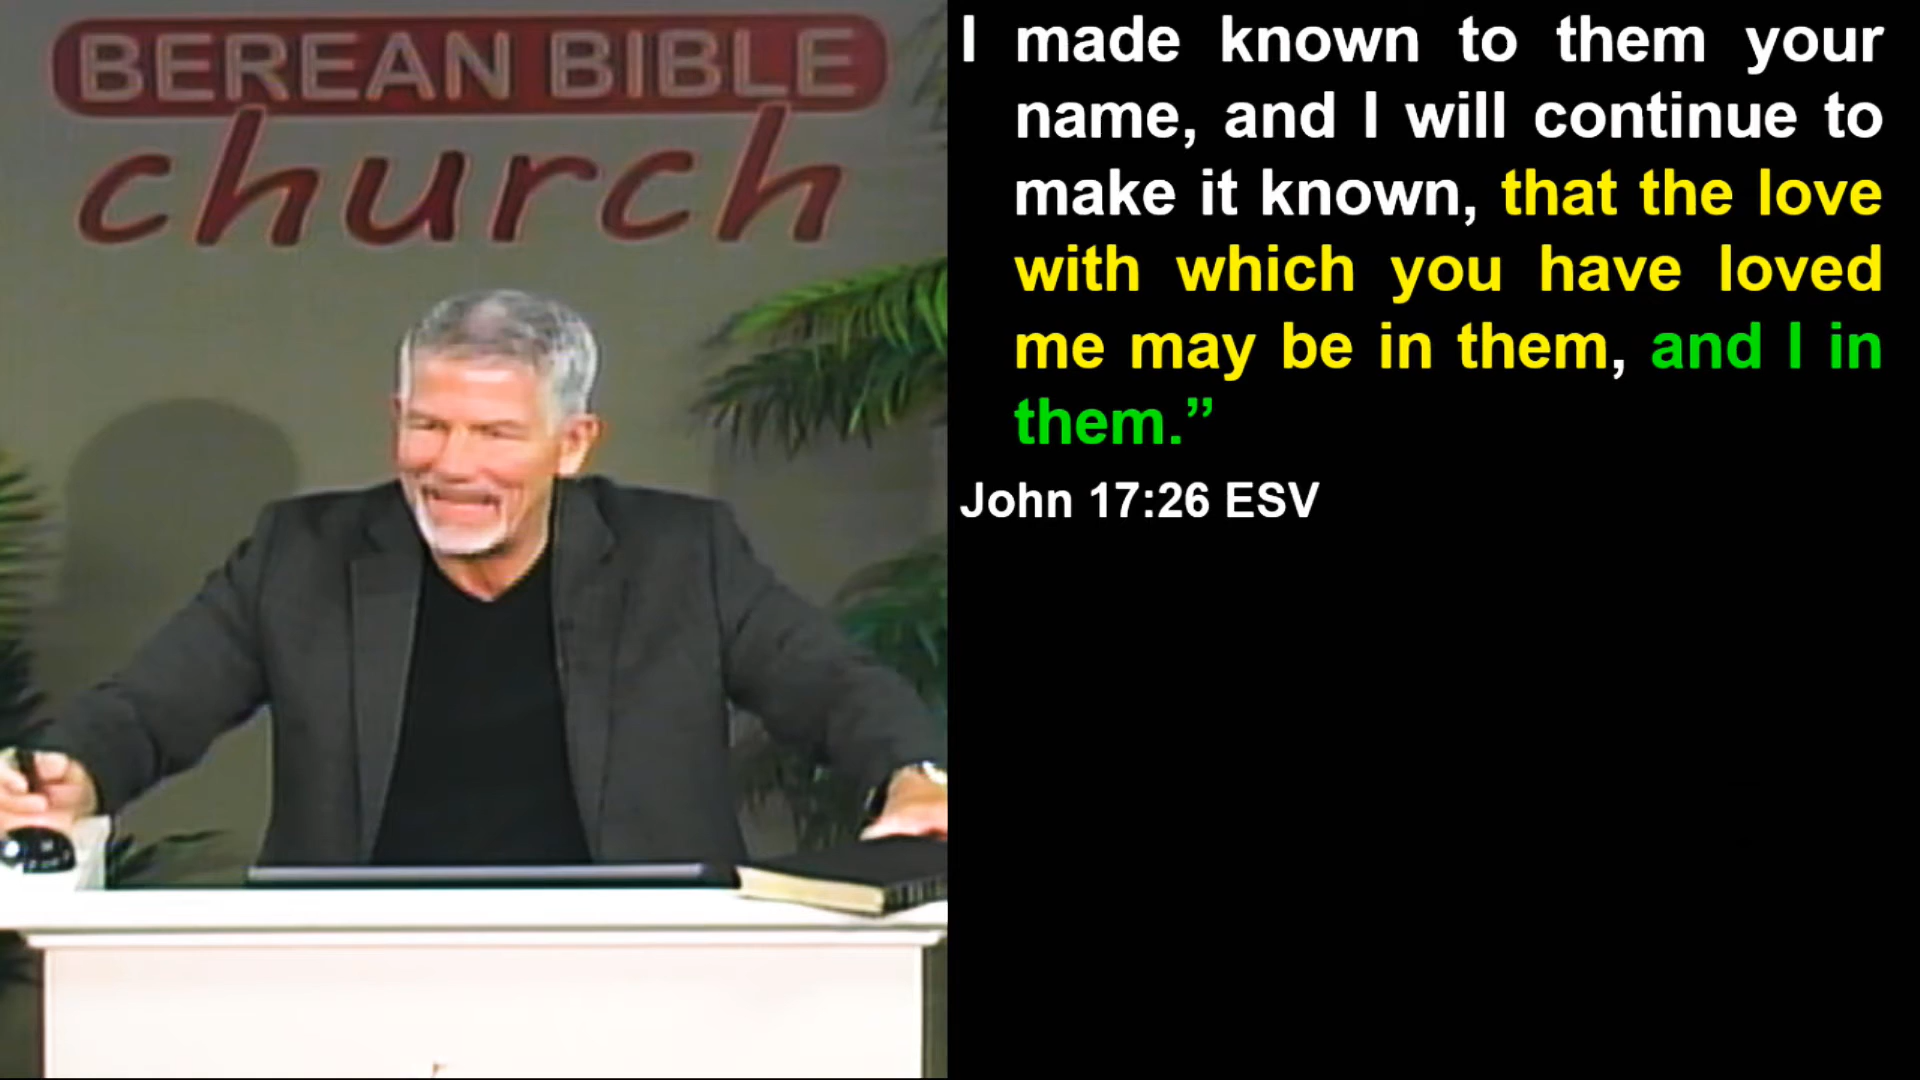 BEREAN BIBLE
church
I made known to them your
name, and I will continue to
make it known, that the love
with which you have loved
me may be in them, and I in
them.”
John 17:26 ESV